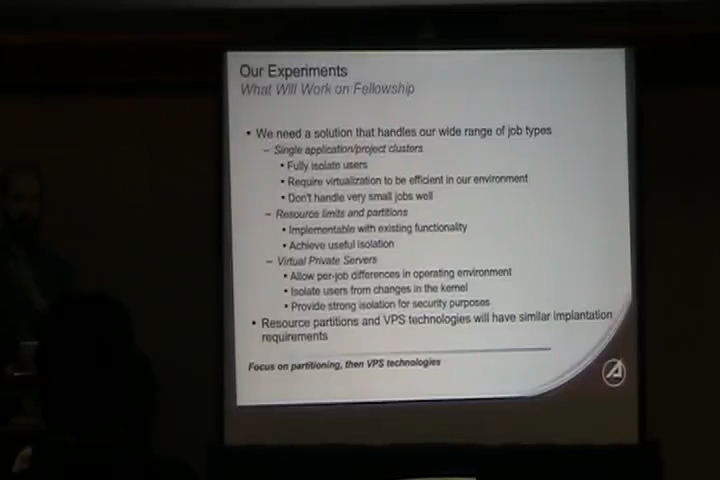 Our Experiments
What Will Work on Fellowship
• We need a solution that handles our wide range of job types
– Single application/project clusters
• Fully isolate users
• Require virtualization to be efficient in our environment
• Don't handle very small jobs well
– Resource limits and partitions
• Implementable with existing functionality
• Achieve useful isolation
– Virtual Private Servers
• Allow per-job differences in operating environment
• Isolate users from changes in the kernel
• Provide strong isolation for security purposes
• Resource partitions and VPS technologies will have similar implantation
requirements
Focus on partitioning, then VPS technologies